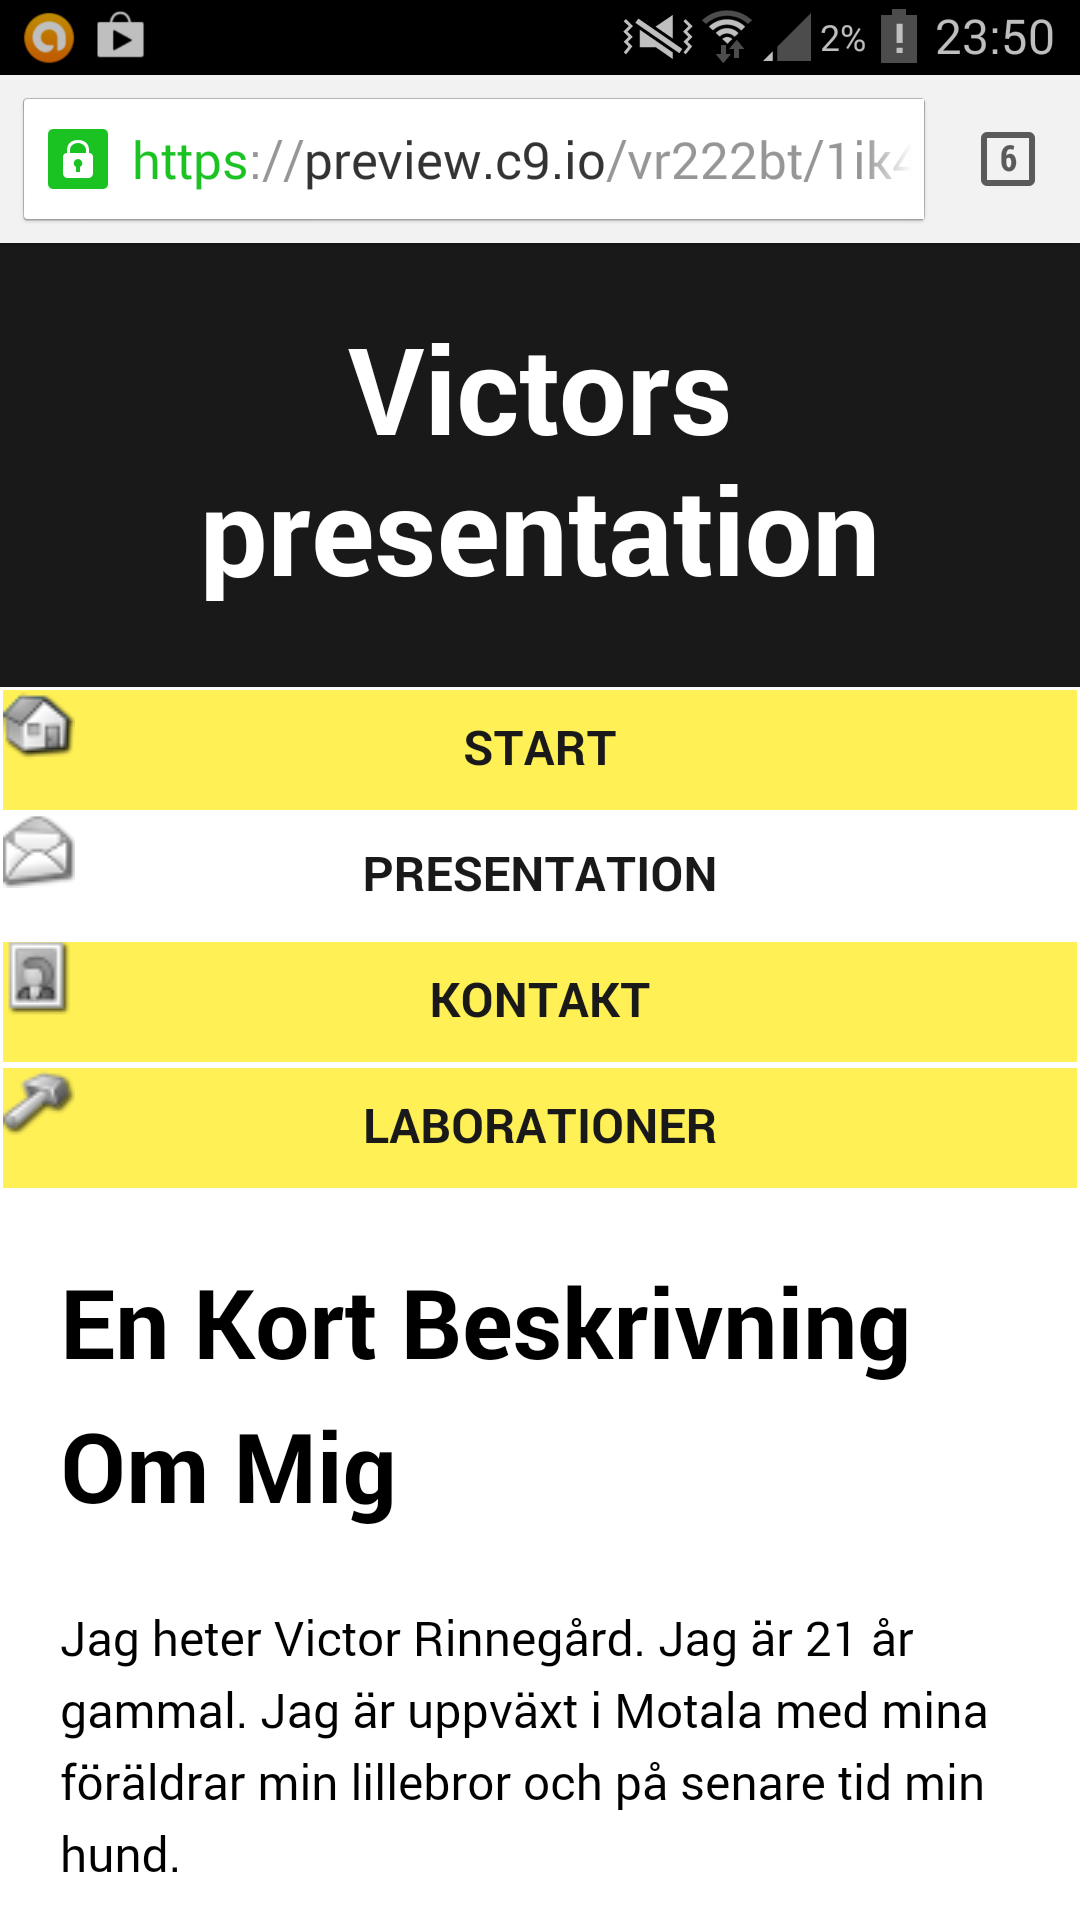 2%
23:50
https://preview.c9.io/vr222bt/1ik
6
Victors
presentation
START
PRESENTATION
KONTAKT
LABORATIONER
En Kort Beskrivning
Om Mig
Jag heter Victor Rinnegård. Jag är 21 år
gammal. Jag är uppväxt i Motala med mina
föräldrar min lillebror och på senare tid min
hund.